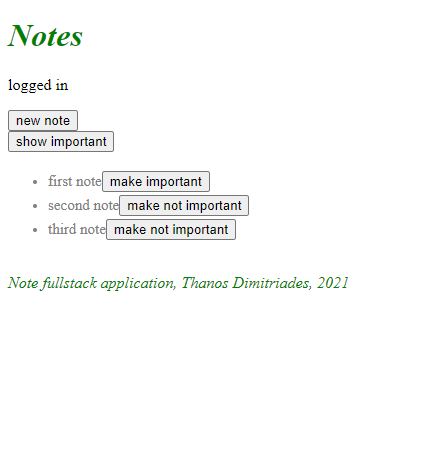 Notes
logged in
new note
show important
first note make important
second note make not important
third note make not important
Note fullstack application, Thanos Dimitriades, 2021